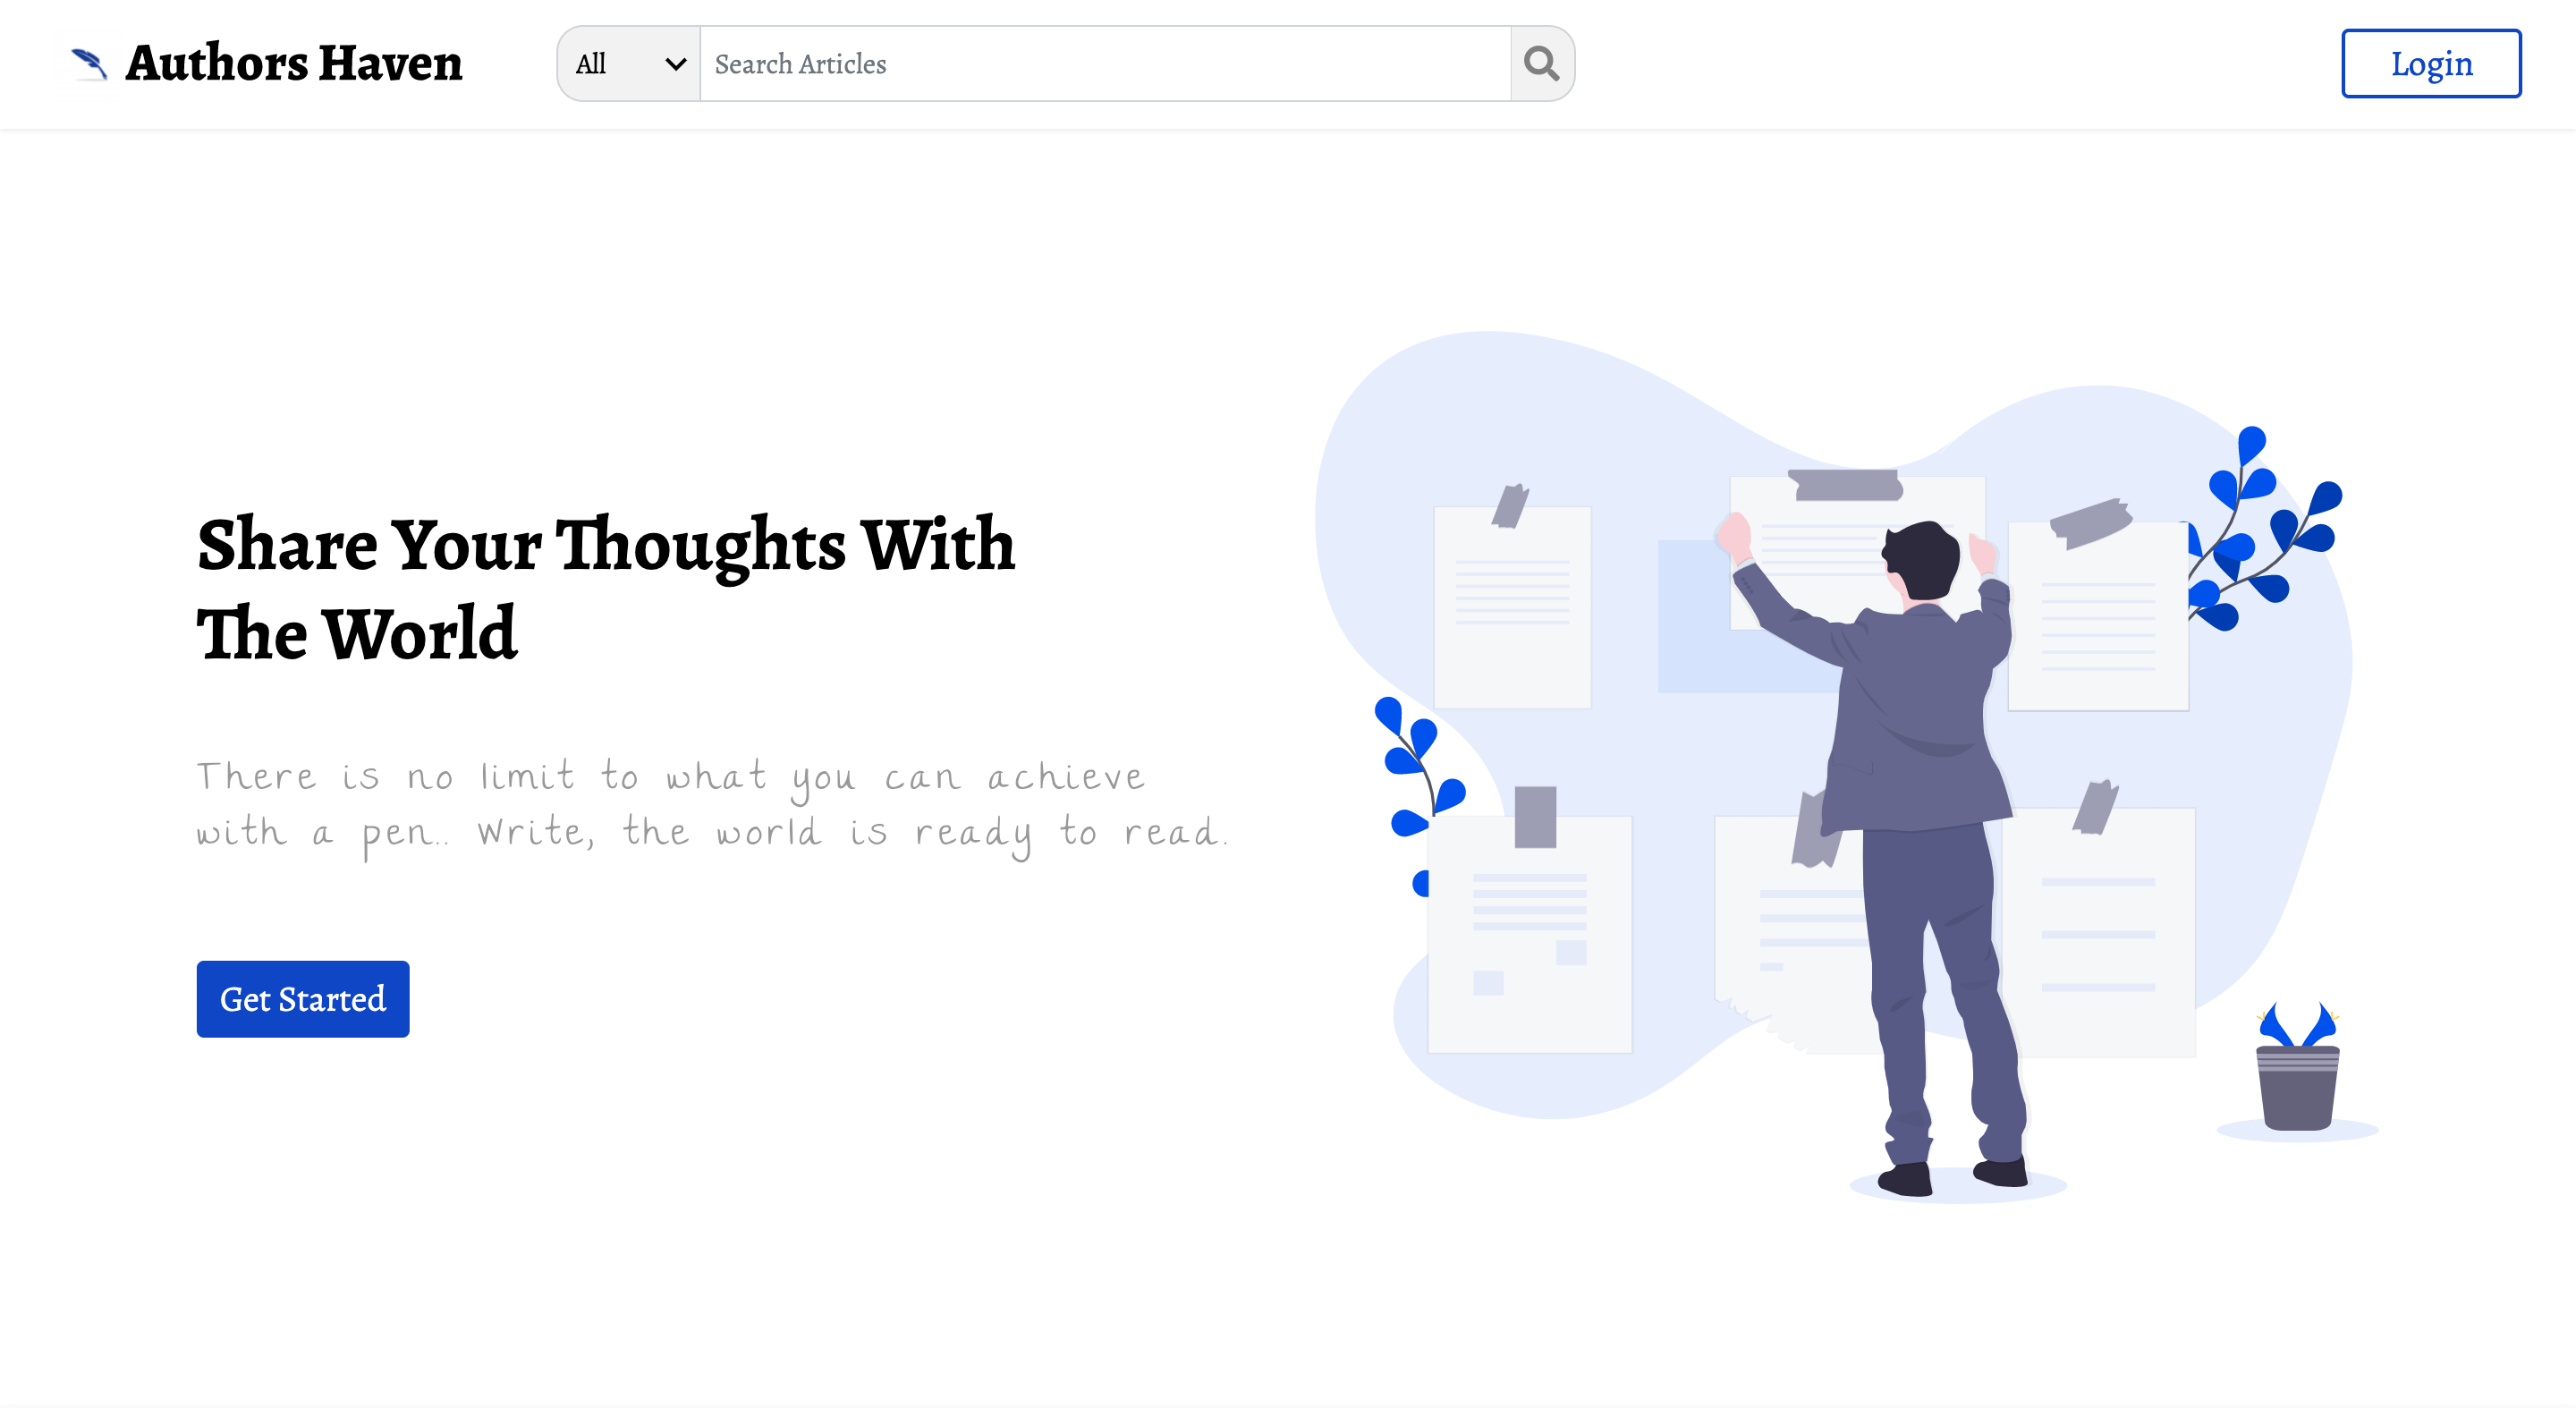 Authors Haven
All
Search Articles
Login
Share Your Thoughts With
The World
There is no limit to what you can achieve
with a pen.. Write, the world is ready to read.
Get Started